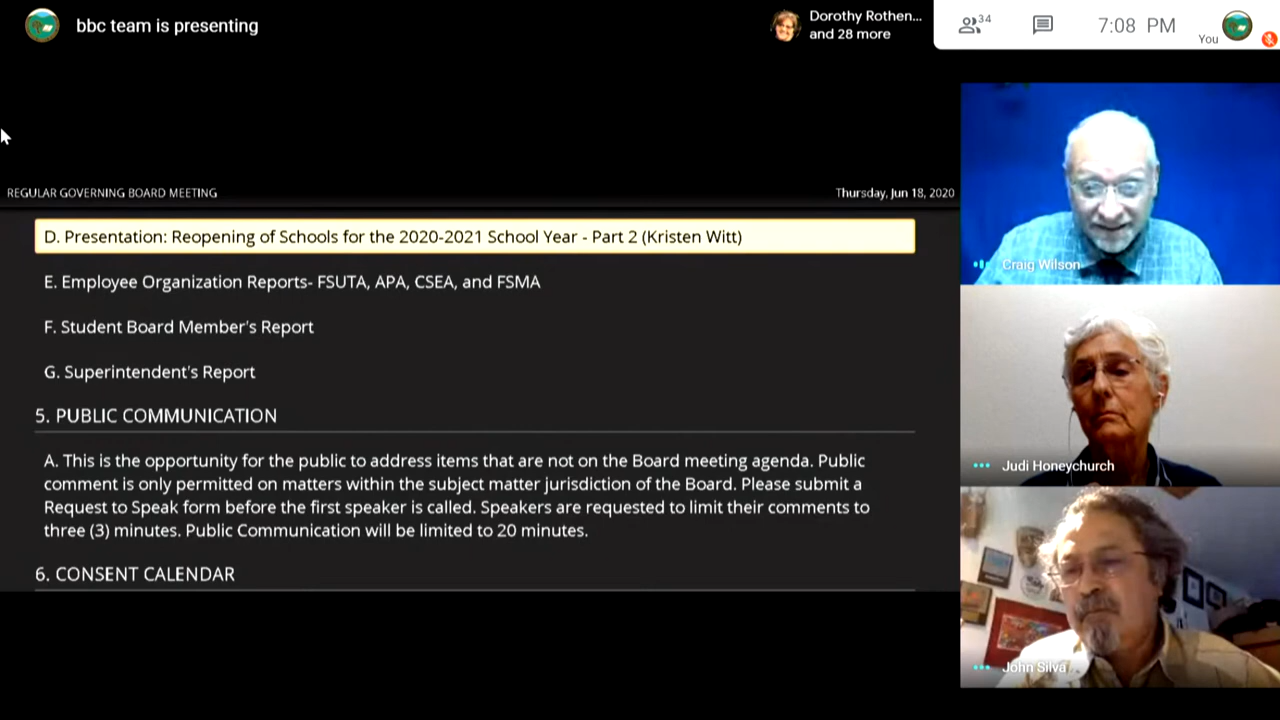 bbc team is presenting
Dorothy Rothen...
and 28 more
34
7:08 PM
You
REGULAR GOVERNING BOARD MEETING
Thursday, Jun 18, 2020
D. Presentation: Reopening of Schools for the 2020-2021 School Year - Part 2 (Kristen Witt)
E. Employee Organization Reports- FSUTA, APA, CSEA, and FSMA
F. Student Board Member's Report
G. Superintendent's Report
5. PUBLIC COMMUNICATION
A. This is the opportunity for the public to address items that are not on the Board meeting agenda. Public
comment is only permitted on matters within the subject matter jurisdiction of the Board. Please submit a
Request to Speak form before the first speaker is called. Speakers are requested to limit their comments to
three (3) minutes. Public Communication will be limited to 20 minutes.
6. CONSENT CALENDAR
Craig Wilson
Judi Honeychurch
John Silva